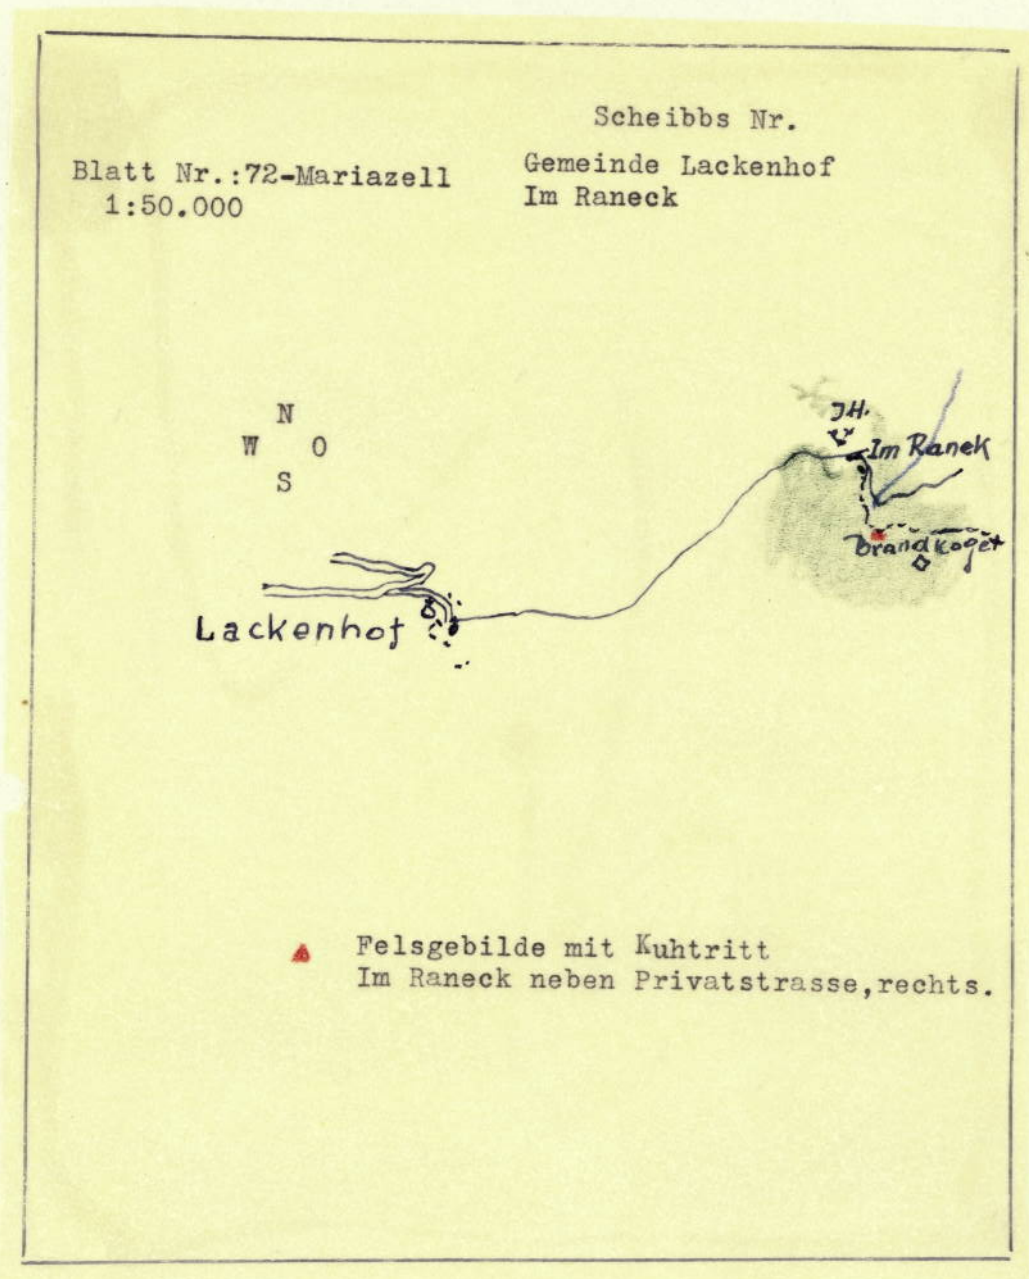 Scheibbs Nr.
Blatt Nr.:72-Mariazell
1:50.000
Gemeinde Lackenhof
Im Raneck
N
W O
S
J.H.
Im Ranek
Brandkogel
Lackenhof
Felsgebilde mit Kuhtritt
Im Raneck neben Privatstrasse,rechts.